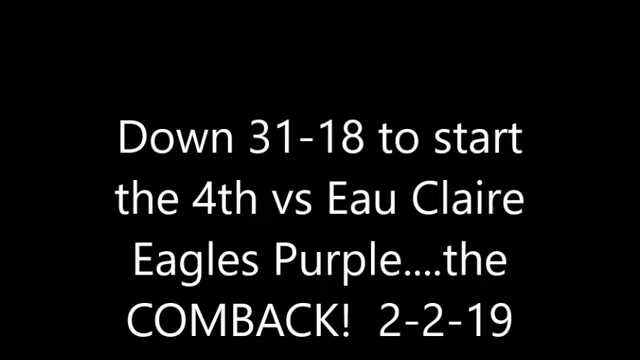 Down 31-18 to start
the 4th vs Eau Claire
Eagles Purple....the
COMBACK!  2-2-19